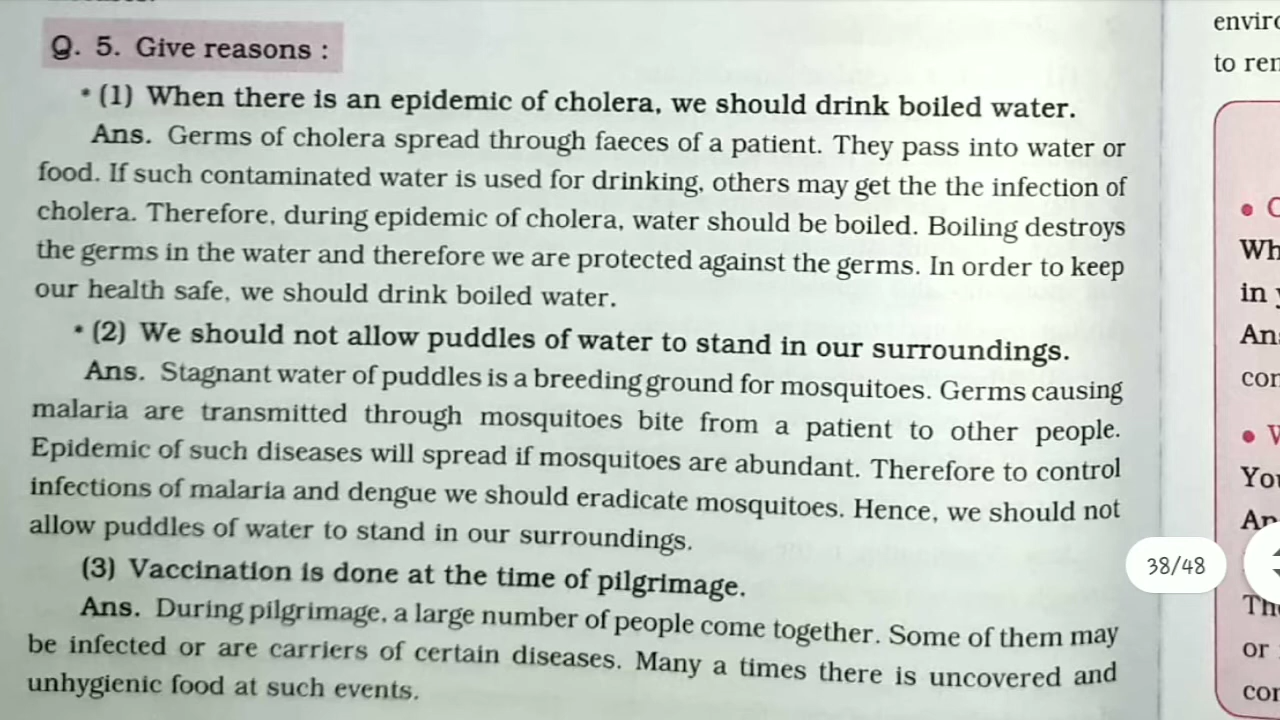 Q. 5. Give reasons :
* (1) When there is an epidemic of cholera, we should drink boiled water.
Ans. Germs of cholera spread through faeces of a patient. They pass into water or
food. If such contaminated water is used for drinking, others may get the the infection of
cholera. Therefore, during epidemic of cholera, water should be boiled. Boiling destroys
the germs in the water and therefore we are protected against the germs. In order to keep
our health safe, we should drink boiled water.
* (2) We should not allow puddles of water to stand in our surroundings.
Ans. Stagnant water of puddles is a breeding ground for mosquitoes. Germs causing
malaria are transmitted through mosquitoes bite from a patient to other people.
Epidemic of such diseases will spread if mosquitoes are abundant. Therefore to control
infections of malaria and dengue we should eradicate mosquitoes. Hence, we should not
allow puddles of water to stand in our surroundings.
(3) Vaccination is done at the time of pilgrimage.
Ans. During pilgrimage, a large number of people come together. Some of them may
be infected or are carriers of certain diseases. Many a times there is uncovered and
unhygienic food at such events.
to
in
38/48
or